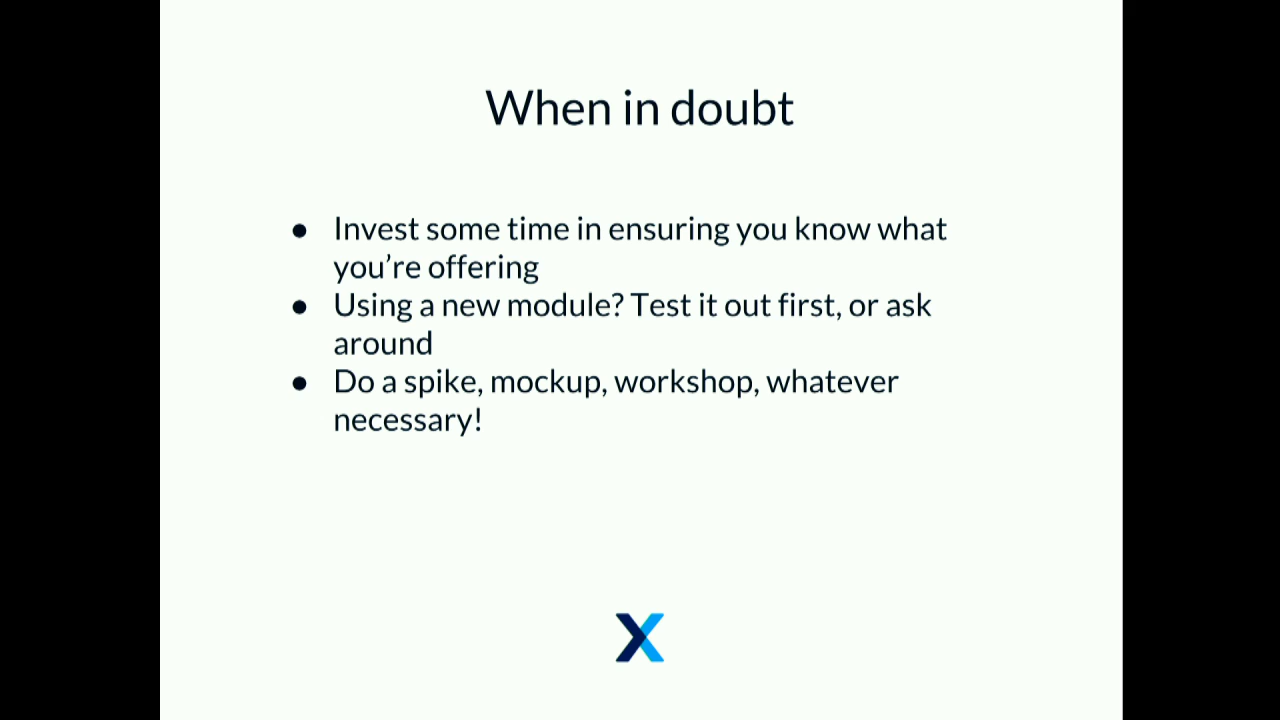 When in doubt
● Invest some time in ensuring you know what
you’re offering
● Using a new module? Test it out first, or ask
around
● Do a spike, mockup, workshop, whatever
necessary!